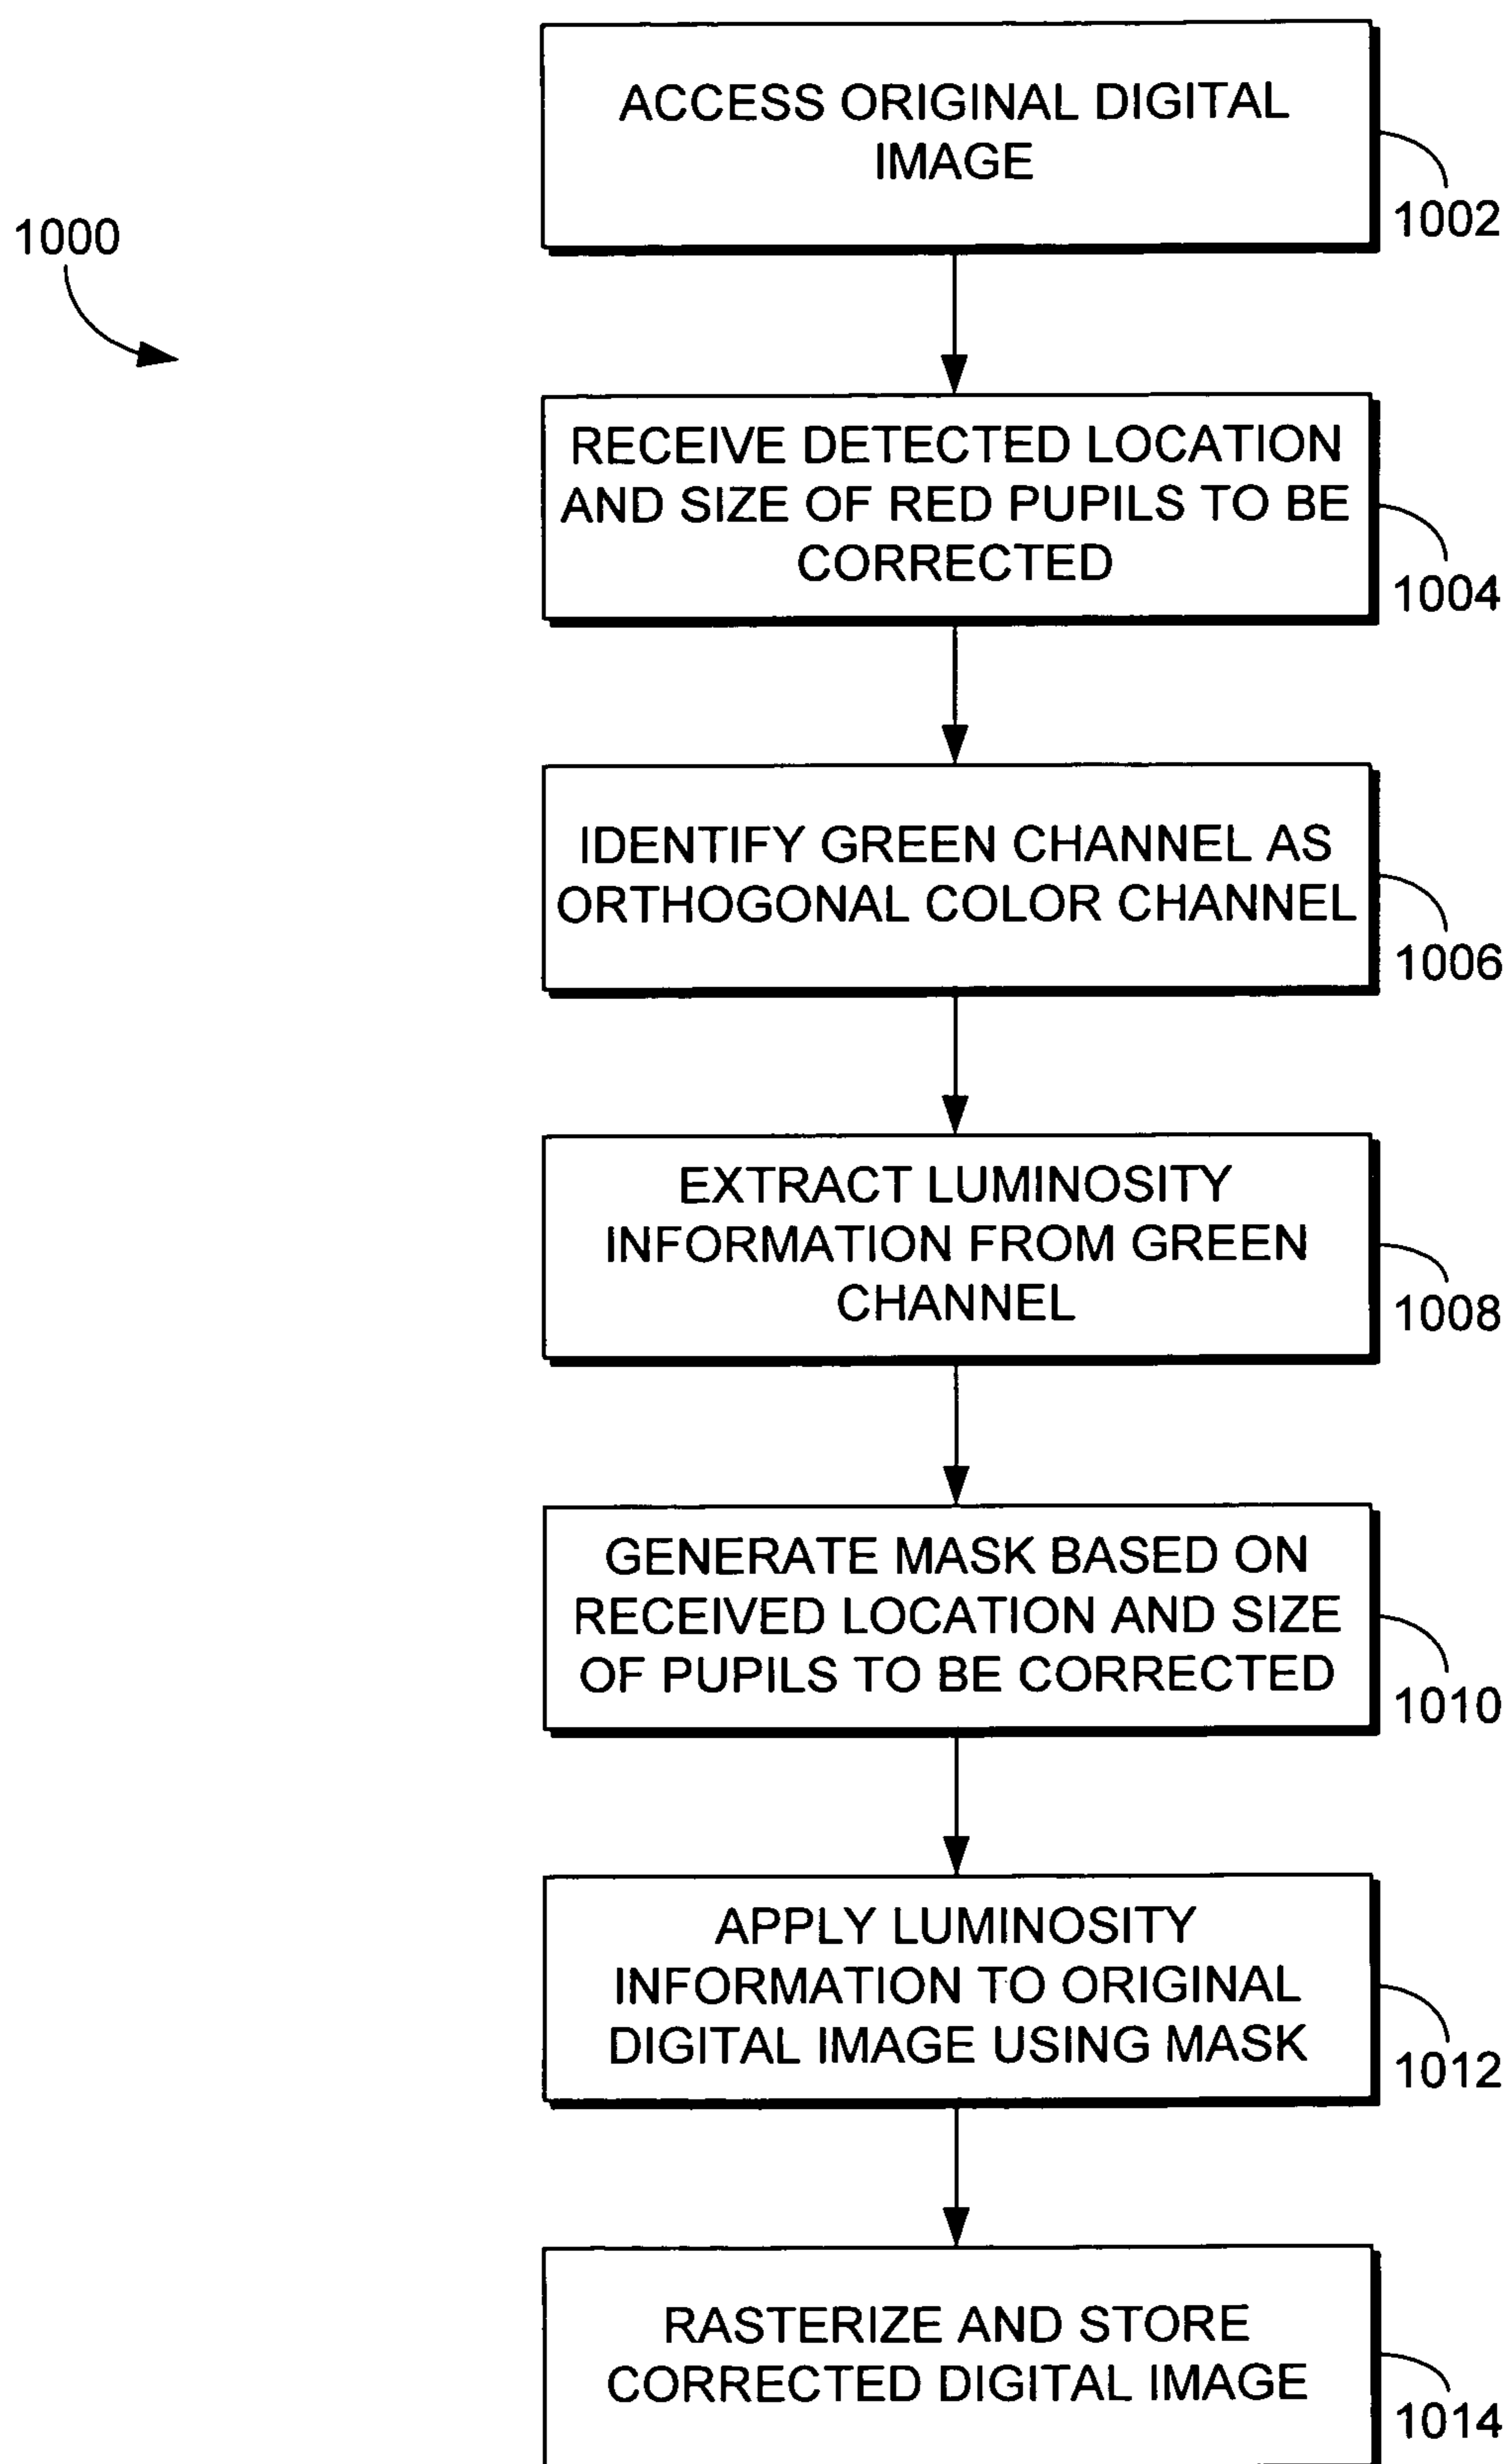 ACCESS ORIGINAL DIGITAL
IMAGE
1002
1000
RECEIVE DETECTED LOCATION
AND SIZE OF RED PUPILS TO BE
CORRECTED
1004
IDENTIFY GREEN CHANNEL AS
ORTHOGONAL COLOR CHANNEL
1006
EXTRACT LUMINOSITY
INFORMATION FROM GREEN
CHANNEL
1008
GENERATE MASK BASED ON
RECEIVED LOCATION AND SIZE
OF PUPILS TO BE CORRECTED
1010
APPLY LUMINOSITY
INFORMATION TO ORIGINAL
DIGITAL IMAGE USING MASK
1012
RASTERIZE AND STORE
CORRECTED DIGITAL IMAGE
1014